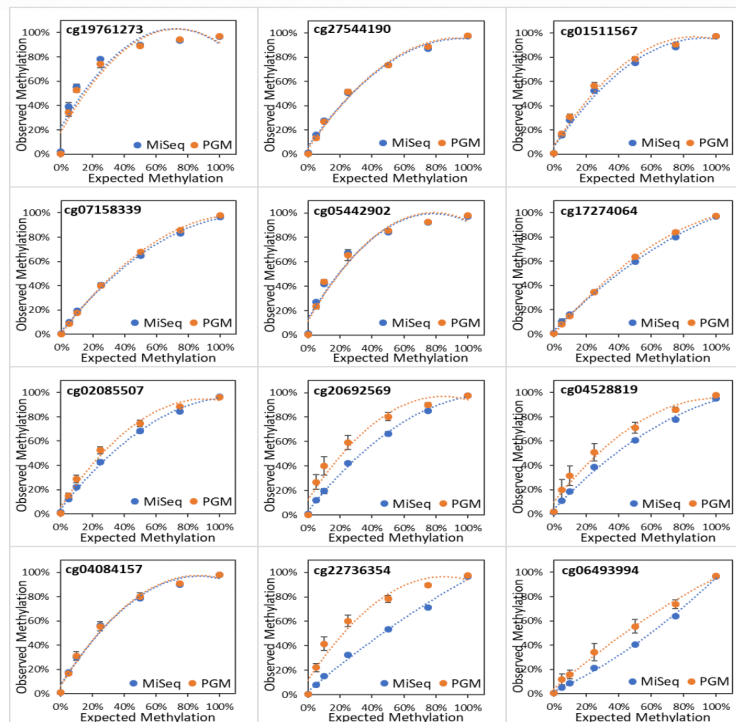 cg19761273
Observed Methylation
100%
80%
60%
40%
20%
0%
MiSeq PGM
0% 20% 40% 60% 80% 100%
Expected Methylation
cg27544190
Observed Methylation
100%
80%
60%
40%
20%
0%
MiSeq PGM
0% 20% 40% 60% 80% 100%
Expected Methylation
cg01511567
Observed Methylation
100%
80%
60%
40%
20%
0%
MiSeq PGM
0% 20% 40% 60% 80% 100%
Expected Methylation
cg07158339
Observed Methylation
100%
80%
60%
40%
20%
0%
MiSeq PGM
0% 20% 40% 60% 80% 100%
Expected Methylation
cg05442902
Observed Methylation
100%
80%
60%
40%
20%
0%
MiSeq PGM
0% 20% 40% 60% 80% 100%
Expected Methylation
cg17274064
Observed Methylation
100%
80%
60%
40%
20%
0%
MiSeq PGM
0% 20% 40% 60% 80% 100%
Expected Methylation
cg02085507
Observed Methylation
100%
80%
60%
40%
20%
0%
MiSeq PGM
0% 20% 40% 60% 80% 100%
Expected Methylation
cg20692569
Observed Methylation
100%
80%
60%
40%
20%
0%
MiSeq PGM
0% 20% 40% 60% 80% 100%
Expected Methylation
cg04528819
Observed Methylation
100%
80%
60%
40%
20%
0%
MiSeq PGM
0% 20% 40% 60% 80% 100%
Expected Methylation
cg04084157
Observed Methylation
100%
80%
60%
40%
20%
0%
MiSeq PGM
0% 20% 40% 60% 80% 100%
Expected Methylation
cg22736354
Observed Methylation
100%
80%
60%
40%
20%
0%
MiSeq PGM
0% 20% 40% 60% 80% 100%
Expected Methylation
cg06493994
Observed Methylation
100%
80%
60%
40%
20%
0%
MiSeq PGM
0% 20% 40% 60% 80% 100%
Expected Methylation